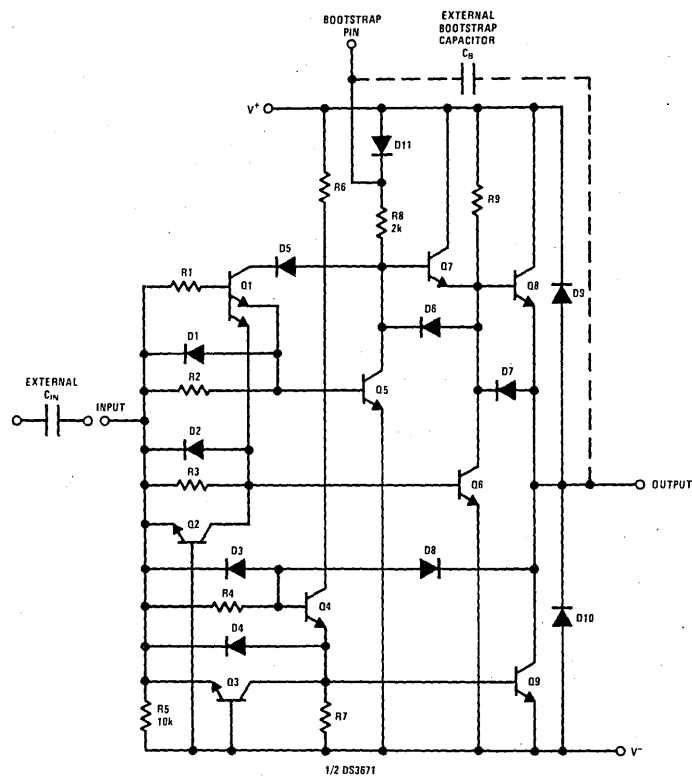 BOOTSTRAP
PIN
EXTERNAL
BOOTSTRAP
CAPACITOR
CB
V+
D11
R6
R8
2k
R9
D5
R1
Q1
Q7
Q8
D9
D1
D6
R2
Q5
D7
EXTERNAL
CIN
INPUT
D2
R3
Q6
OUTPUT
Q2
D3
D8
R4
Q4
D10
D4
Q3
Q9
R5
10k
R7
V-
1/2 DS3671